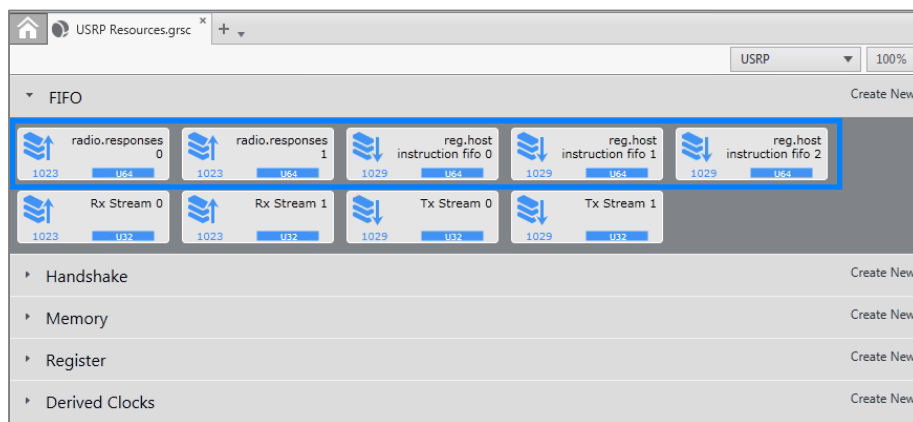 USRP Resources.grsc
USRP 100%
FIFO Create New
radio.responses 0 1023 U64
radio.responses 1 1023 U64
reg.host instruction fifo 0 1029 U64
reg.host instruction fifo 1 1029 U64
reg.host instruction fifo 2 1029 U64
Rx Stream 0 1023 U32
Rx Stream 1 1023 U32
Tx Stream 0 1029 U32
Tx Stream 1 1029 U32
Handshake Create New
Memory Create New
Register Create New
Derived Clocks Create New